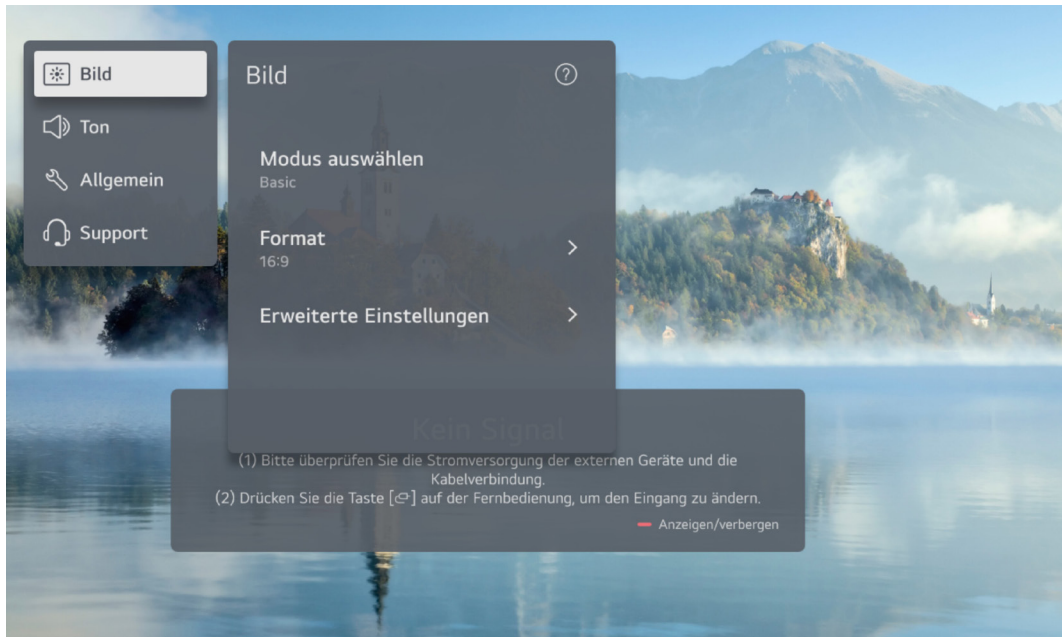 Bild
Ton
Allgemein
Support
Bild
?
Modus auswählen
Basic
Format
16:9
Erweiterte Einstellungen
Kein Signal
(1) Bitte überprüfen Sie die Stromversorgung der externen Geräte und die
Kabelverbindung.
(2) Drücken Sie die Taste [⮺] auf der Fernbedienung, um den Eingang zu ändern.
Anzeigen/verbergen